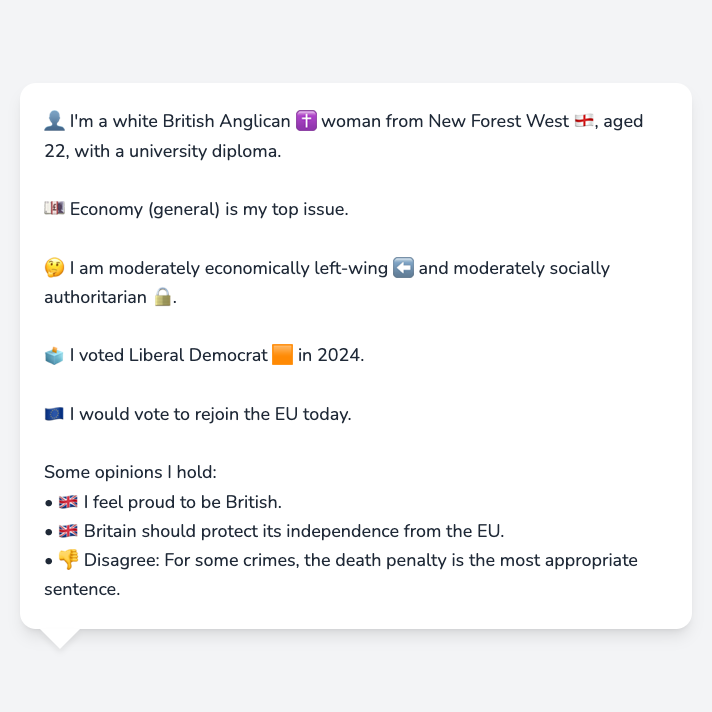 👤 I'm a white British Anglican ✝️ woman from New Forest West 🏴󠁧󠁢󠁥󠁮󠁧󠁿, aged
22, with a university diploma.
💷 Economy (general) is my top issue.
🤔 I am moderately economically left-wing ⬅️ and moderately socially
authoritarian 🔒.
🗳️ I voted Liberal Democrat 🟧 in 2024.
🇪🇺 I would vote to rejoin the EU today.
Some opinions I hold:
• 🇬🇧 I feel proud to be British.
• 🇬🇧 Britain should protect its independence from the EU.
• 👎 Disagree: For some crimes, the death penalty is the most appropriate
sentence.